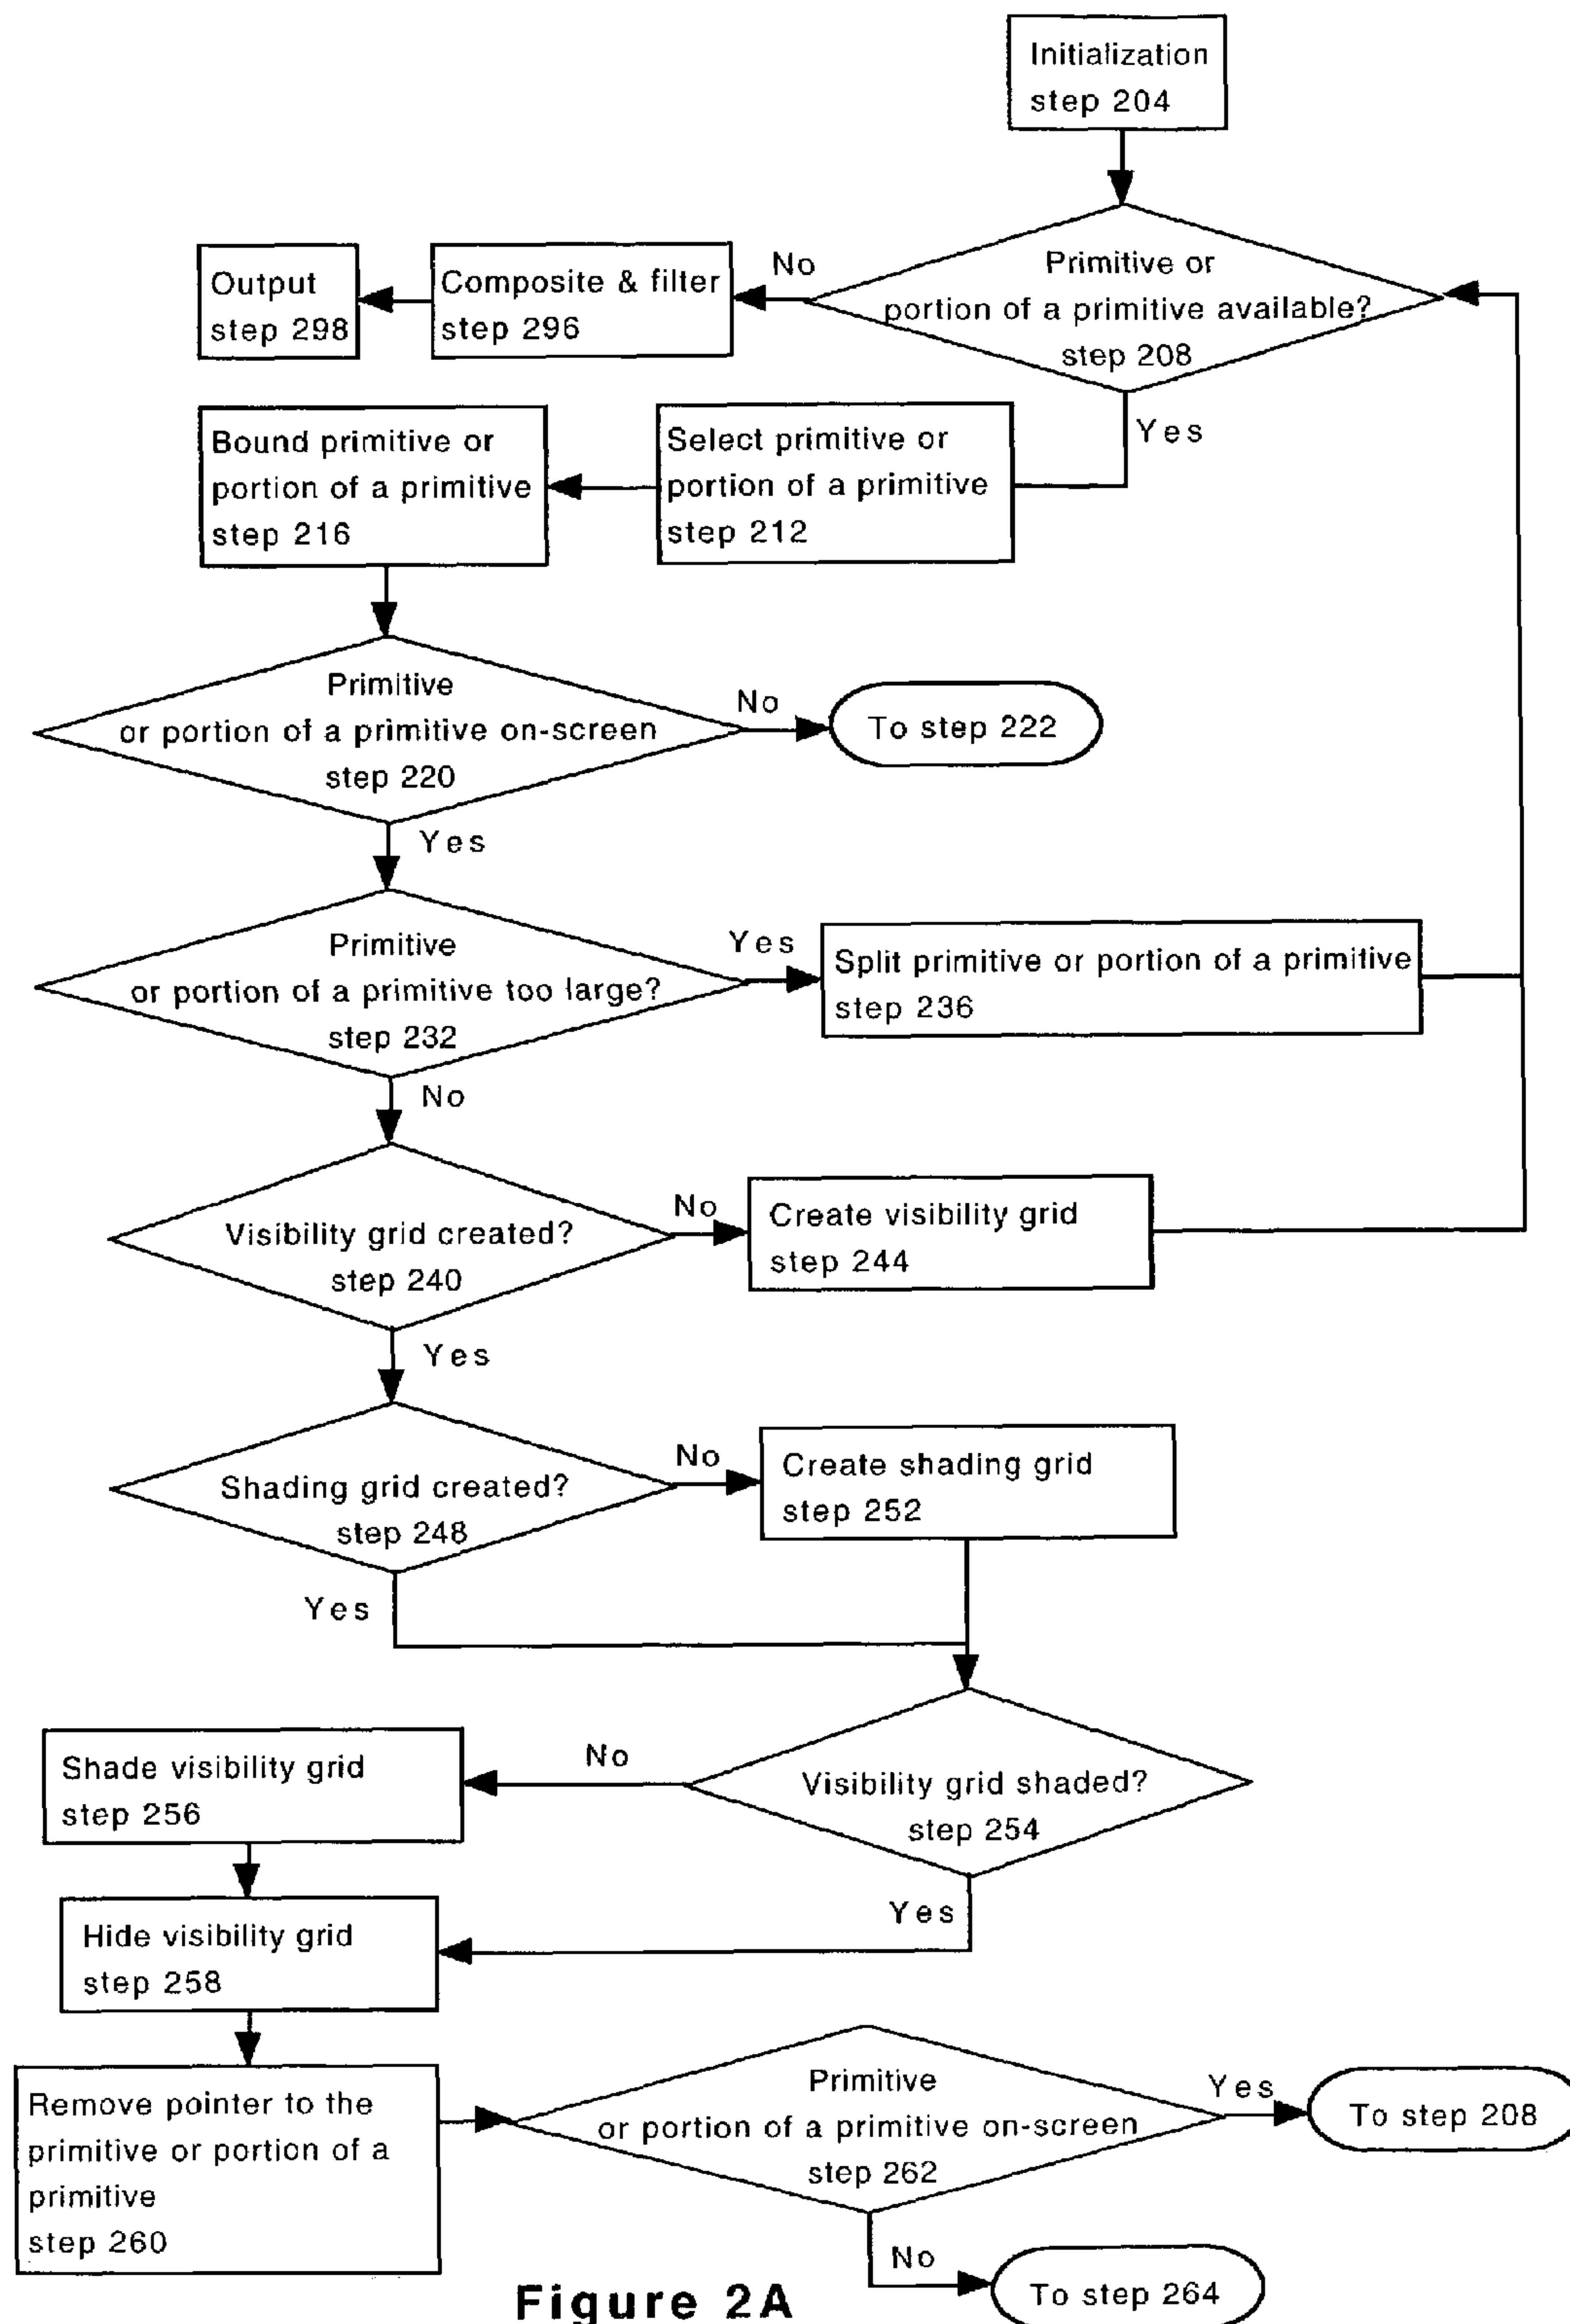 Initialization
step 204
Primitive or
portion of a primitive available?
step 208
No
Composite & filter
step 296
Output
step 298
Yes
Select primitive or
portion of a primitive
step 212
Bound primitive or
portion of a primitive
step 216
Primitive
or portion of a primitive on-screen
step 220
No
To step 222
Yes
Primitive
or portion of a primitive too large?
step 232
Yes
Split primitive or portion of a primitive
step 236
No
Visibility grid created?
step 240
No
Create visibility grid
step 244
Yes
Shading grid created?
step 248
No
Create shading grid
step 252
Yes
Visibility grid shaded?
step 254
No
Shade visibility grid
step 256
Yes
Hide visibility grid
step 258
Remove pointer to the
primitive or portion of a
primitive
step 260
Primitive
or portion of a primitive on-screen
step 262
Yes
To step 208
No
To step 264
Figure 2A